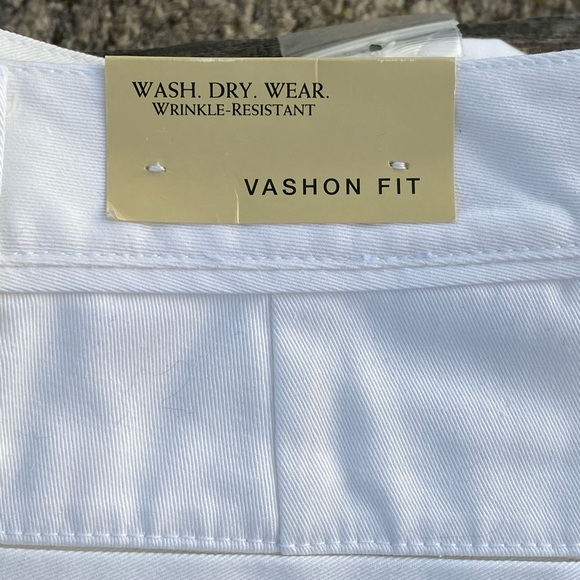 WASH. DRY. WEAR.
WRINKLE-RESISTANT
VASHON FIT